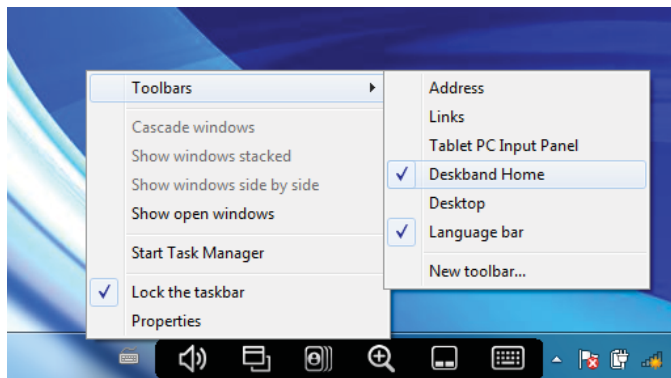 Toolbars
Cascade windows
Show windows stacked
Show windows side by side
Show open windows
Start Task Manager
Lock the taskbar
Properties
Address
Links
Tablet PC Input Panel
Deskband Home
Desktop
Language bar
New toolbar...